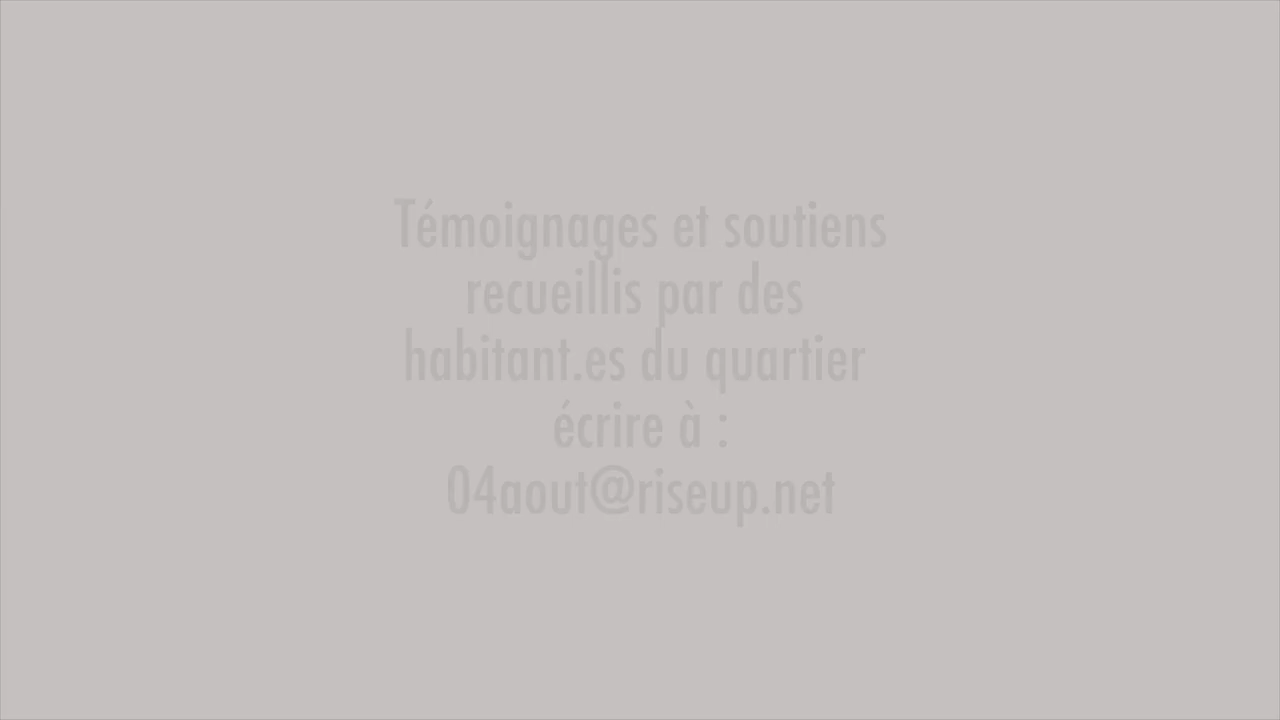 Témoignages et soutiens
recueillis par des
habitant.es du quartier
écrire à :
04aout@riseup.net